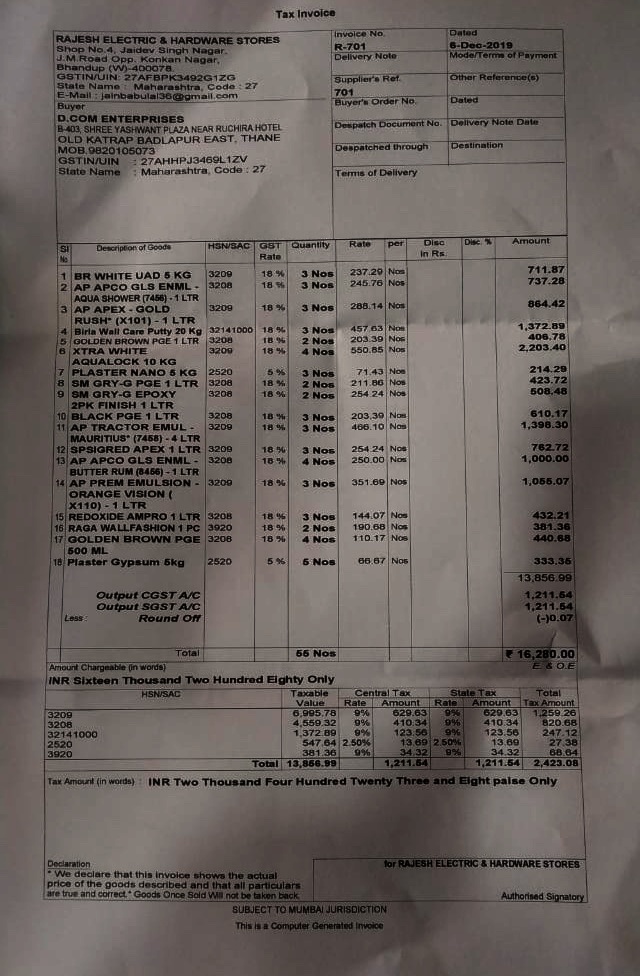 Tax Invoice
RAJESH ELECTRIC & HARDWARE STORES
Shop No.4, Jaidev Singh Nagar,
J.M.Road Opp. Konkan Nagar,
Bhandup (W)-400078.
GSTIN/UIN: 27AFBPK3492G1ZG
State Name : Maharashtra, Code : 27
E-Mail : jainbabulal36@gmail.com
Invoice No. Dated
R-701 6-Dec-2019
Delivery Note Mode/Terms of Payment
Supplier's Ref. Other Reference(s)
701
Buyer
D.COM ENTERPRISES
B-403, SHREE YASHWANT PLAZA NEAR RUCHIRA HOTEL
OLD KATRAP BADLAPUR EAST, THANE
MOB.9820105073
GSTIN/UIN : 27AHHPJ3469L1ZV
State Name : Maharashtra, Code : 27
Buyer's Order No. Dated
Despatch Document No. Delivery Note Date
Despatched through Destination
Terms of Delivery
Sl No Description of Goods HSN/SAC GST Rate Quantity Rate per Disc in Rs. Disc. % Amount
1 BR WHITE UAD 5 KG 3209 18 % 3 Nos 237.29 Nos 711.87
2 AP APCO GLS ENML - 3208 18 % 3 Nos 245.76 Nos 737.28
AQUA SHOWER (7456) - 1 LTR
3 AP APEX - GOLD 3209 18 % 3 Nos 288.14 Nos 864.42
RUSH* (X101) - 1 LTR
4 Birla Wall Care Putty 20 Kg 32141000 18 % 3 Nos 457.63 Nos 1,372.89
5 GOLDEN BROWN PGE 1 LTR 3208 18 % 2 Nos 203.39 Nos 406.78
6 XTRA WHITE 3209 18 % 4 Nos 550.85 Nos 2,203.40
AQUALOCK 10 KG
7 PLASTER NANO 5 KG 2520 5 % 3 Nos 71.43 Nos 214.29
8 SM GRY-G PGE 1 LTR 3208 18 % 2 Nos 211.86 Nos 423.72
9 SM GRY-G EPOXY 3208 18 % 2 Nos 254.24 Nos 508.48
2PK FINISH 1 LTR
10 BLACK PGE 1 LTR 3208 18 % 3 Nos 203.39 Nos 610.17
11 AP TRACTOR EMUL - 3209 18 % 3 Nos 466.10 Nos 1,398.30
MAURITIUS* (7458) - 4 LTR
12 SPSIGRED APEX 1 LTR 3209 18 % 3 Nos 254.24 Nos 762.72
13 AP APCO GLS ENML - 3208 18 % 4 Nos 250.00 Nos 1,000.00
BUTTER RUM (8456) - 1 LTR
14 AP PREM EMULSION - 3209 18 % 3 Nos 351.69 Nos 1,055.07
ORANGE VISION (
X110) - 1 LTR
15 REDOXIDE AMPRO 1 LTR 3208 18 % 3 Nos 144.07 Nos 432.21
16 RAGA WALLFASHION 1 PC 3920 18 % 2 Nos 190.68 Nos 381.36
17 GOLDEN BROWN PGE 3208 18 % 4 Nos 110.17 Nos 440.68
500 ML
18 Plaster Gypsum 5kg 2520 5 % 5 Nos 66.67 Nos 333.35
13,856.99
Output CGST A/C 1,211.54
Output SGST A/C 1,211.54
Less : Round Off (-)0.07
Total 55 Nos ₹ 16,280.00
Amount Chargeable (in words) E. & O.E
INR Sixteen Thousand Two Hundred Eighty Only
HSN/SAC Taxable Value Central Tax Rate Amount State Tax Rate Amount Total Tax Amount
3209 6,995.78 9% 629.63 9% 629.63 1,259.26
3208 4,559.32 9% 410.34 9% 410.34 820.68
32141000 1,372.89 9% 123.56 9% 123.56 247.12
2520 547.64 2.50% 13.69 2.50% 13.69 27.38
3920 381.36 9% 34.32 9% 34.32 68.64
Total 13,856.99 1,211.54 1,211.54 2,423.08
Tax Amount (in words) : INR Two Thousand Four Hundred Twenty Three and Eight paise Only
Declaration
" We declare that this invoice shows the actual
price of the goods described and that all particulars
are true and correct." Goods Once Sold Will not be taken back.
for RAJESH ELECTRIC & HARDWARE STORES
Authorised Signatory
SUBJECT TO MUMBAI JURISDICTION
This is a Computer Generated Invoice